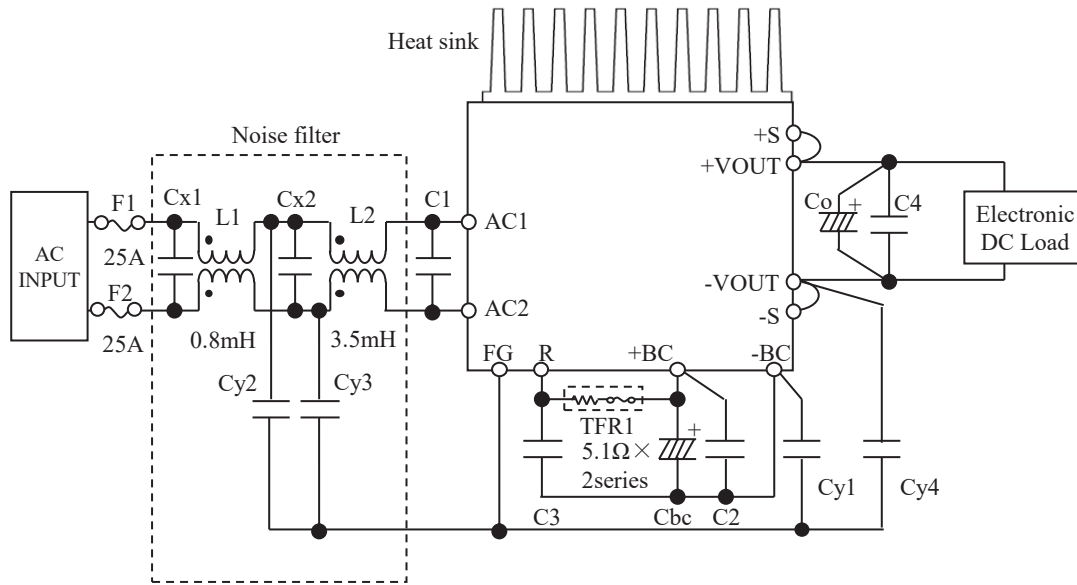 Heat sink
Noise filter
+S
+VOUT
F1
Cx1
L1
Cx2
L2
C1
AC1
Co
+
C4
Electronic
DC Load
AC
INPUT
25A
F2
-VOUT
AC2
-S
25A
0.8mH
3.5mH
FG
R
+BC
-BC
Cy2
Cy3
TFR1
+
5.1Ω×
2series
Cy1
Cy4
C3
Cbc
C2